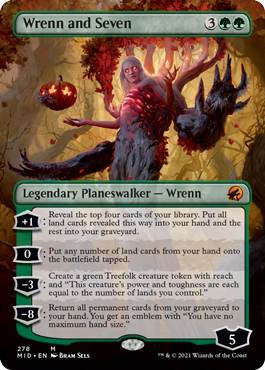 Wrenn and Seven 3
Legendary Planeswalker — Wrenn
+1: Reveal the top four cards of your library. Put all
land cards revealed this way into your hand and the
rest into your graveyard.
0: Put any number of land cards from your hand onto
the battlefield tapped.
−3: Create a green Treefolk creature token with reach
and "This creature's power and toughness are each
equal to the number of lands you control."
−8: Return all permanent cards from your graveyard to
your hand. You get an emblem with "You have no
maximum hand size."
5
278 M
MID • EN Bram Sels
™ & © 2021 Wizards of the Coast